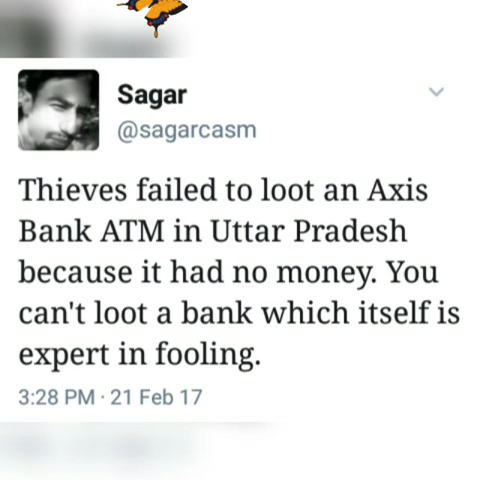 Sagar
@sagarcasm
Thieves failed to loot an Axis
Bank ATM in Uttar Pradesh
because it had no money. You
can't loot a bank which itself is
expert in fooling.
3:28 PM · 21 Feb 17